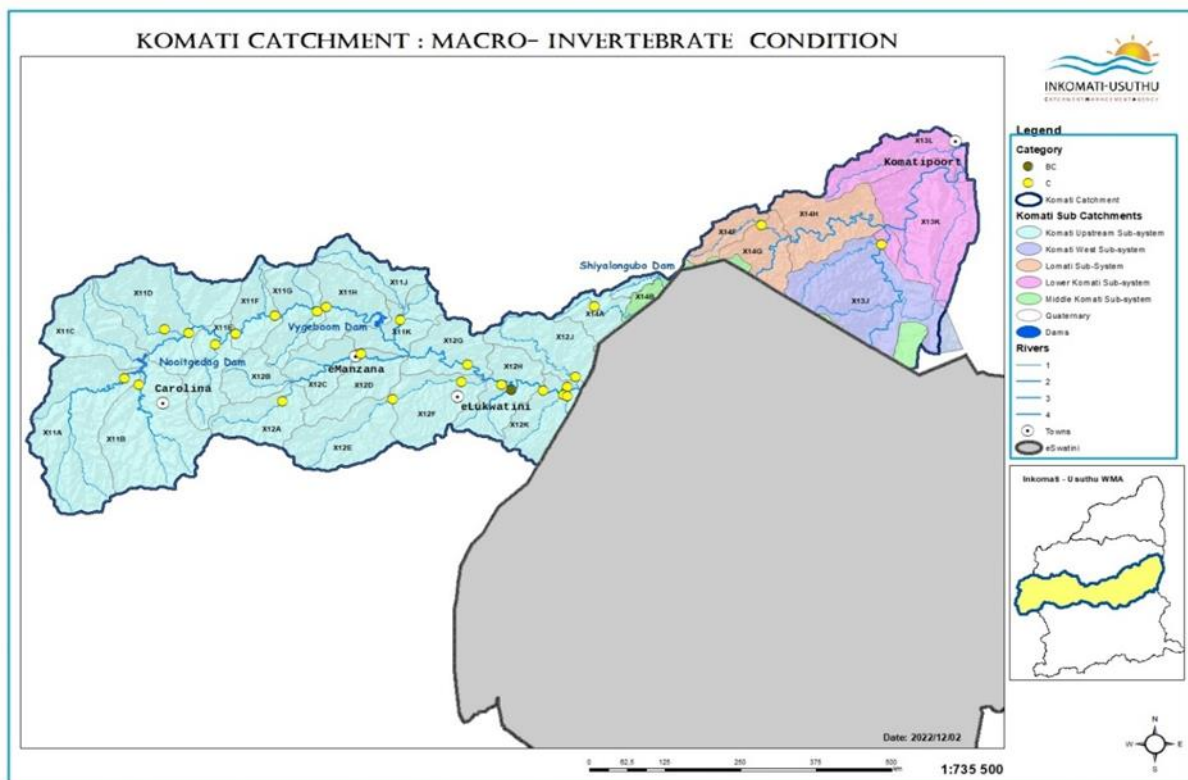 KOMATI CATCHMENT : MACRO- INVERTEBRATE CONDITION
INKOMATI-USUTHU
CATCHMENT MANAGEMENT AGENCY
Legend
Category
BC
C
Komati Catchment
Komati Sub Catchments
Komati Upstream Sub-system
Komati West Sub-system
Lomati Sub-System
Lower Komati Sub-system
Middle Komati Sub-system
Quaternary
Dams
Rivers
1
2
3
4
Towns
eSwatini
X13L
Komatipoort
X14H
X14F
X13K
X14G
Shiyalongubo Dam
X13J
X11D
X11G
X11H
X11J
X11F
X14B
X14A
X11C
X11E
Vygeboom Dam
X11K
X12J
Nooitgedag Dam
X12G
eManzana
X12H
X12B
X12C
X12D
Carolina
eLukwatini
X11A
X11B
X12A
X12F
X12K
X12E
Inkomati - Usuthu WMA
Date: 2022/12/02
0 62,5 125 250 375 500
Km
1:735 500
N
W E
S